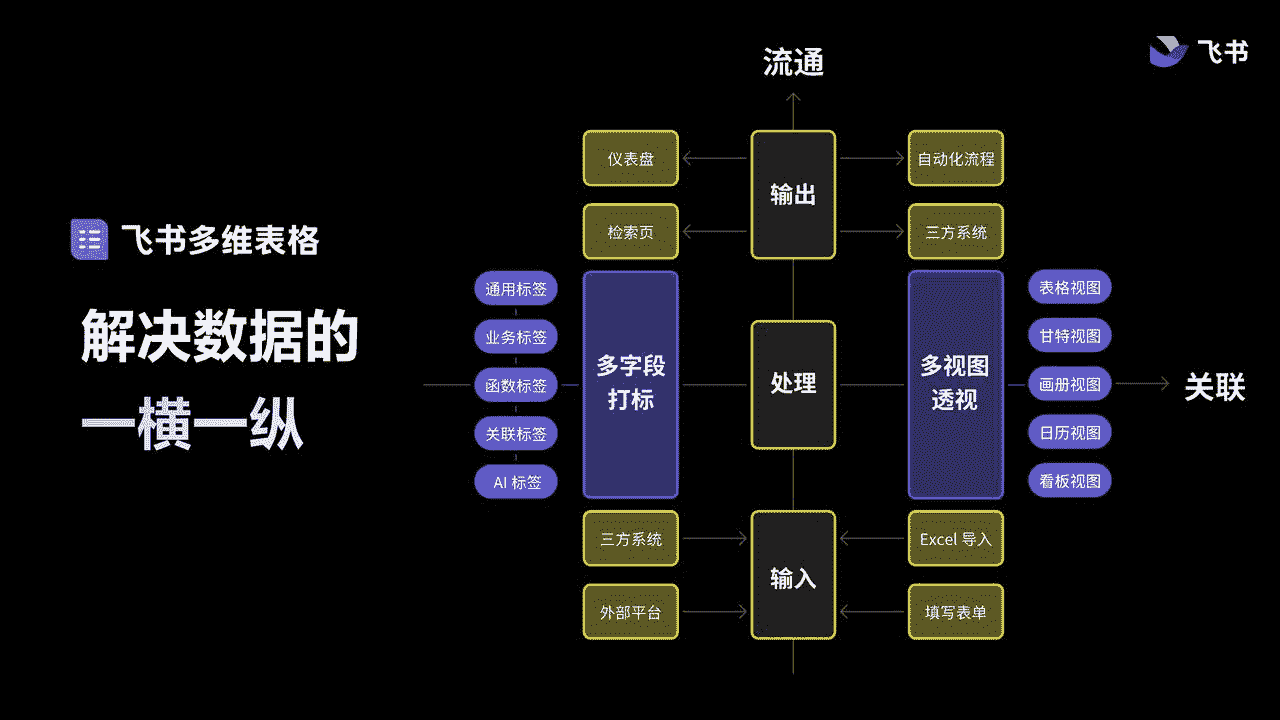 飞书
流通
飞书多维表格
解决数据的
一横一纵
仪表盘
输出
自动化流程
检索页
三方系统
通用标签
业务标签
函数标签
关联标签
AI 标签
多字段
打标
处理
多视图
透视
表格视图
甘特视图
画册视图
日历视图
看板视图
关联
三方系统
输入
Excel 导入
外部平台
填写表单